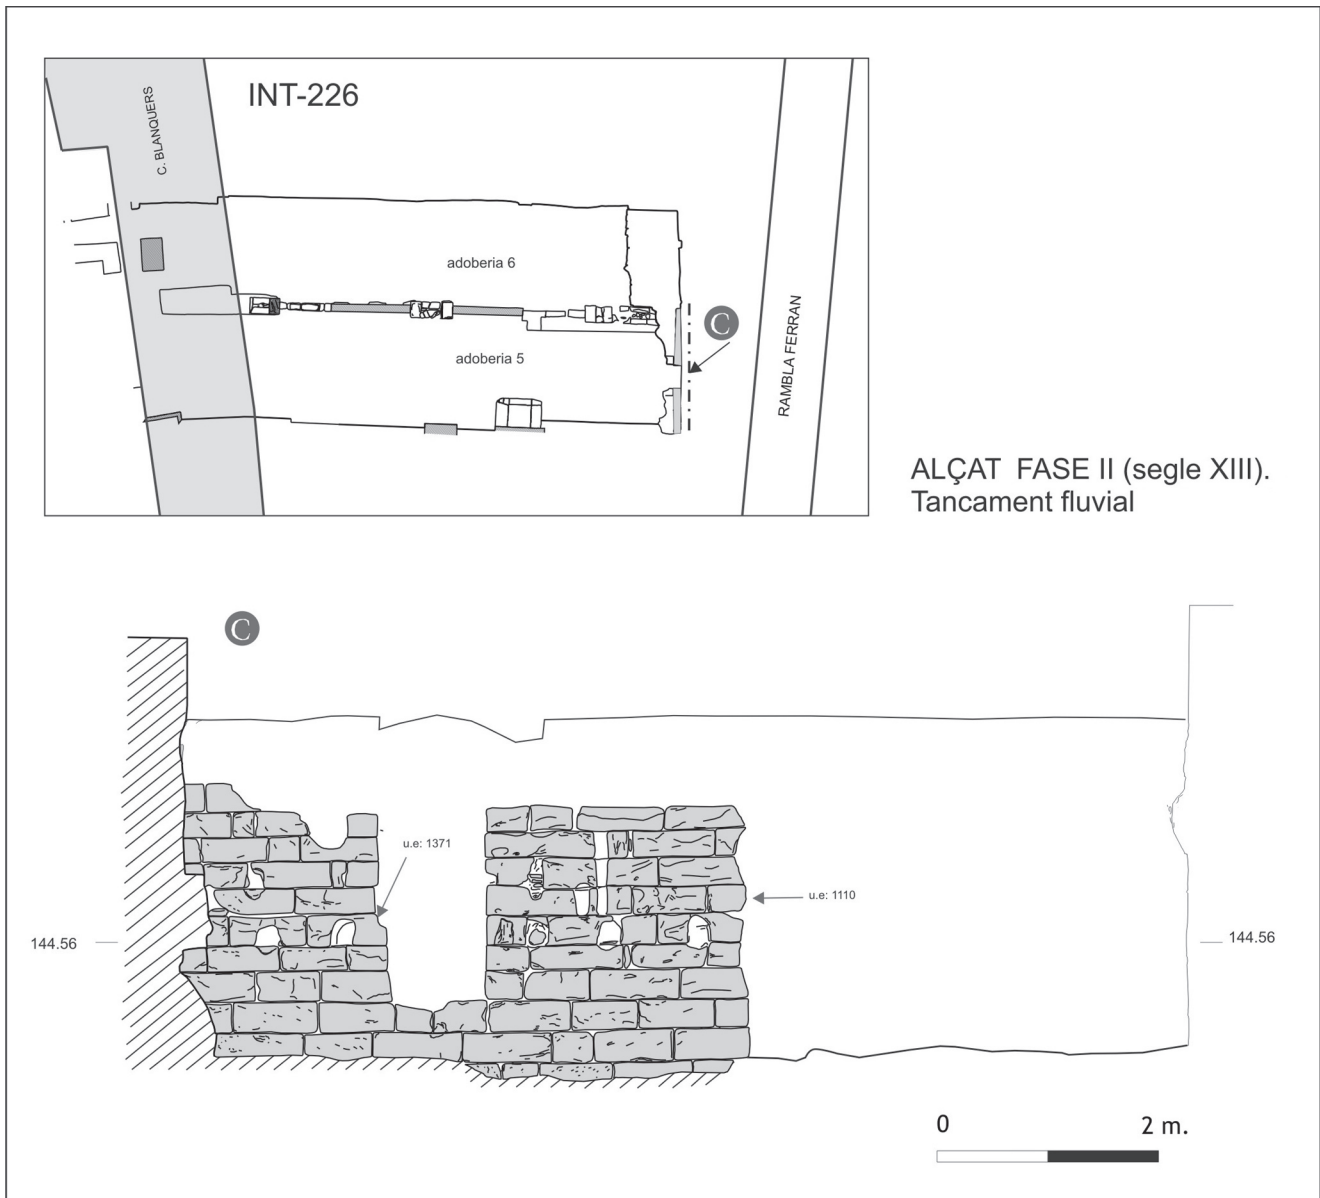 INT-226
C. BLANQUERS
adoberia 6
C
adoberia 5
RAMBLA FERRAN
ALÇAT FASE II (segle XIII).
Tancament fluvial
C
u.e: 1371
u.e: 1110
144.56
144.56
0 2 m.